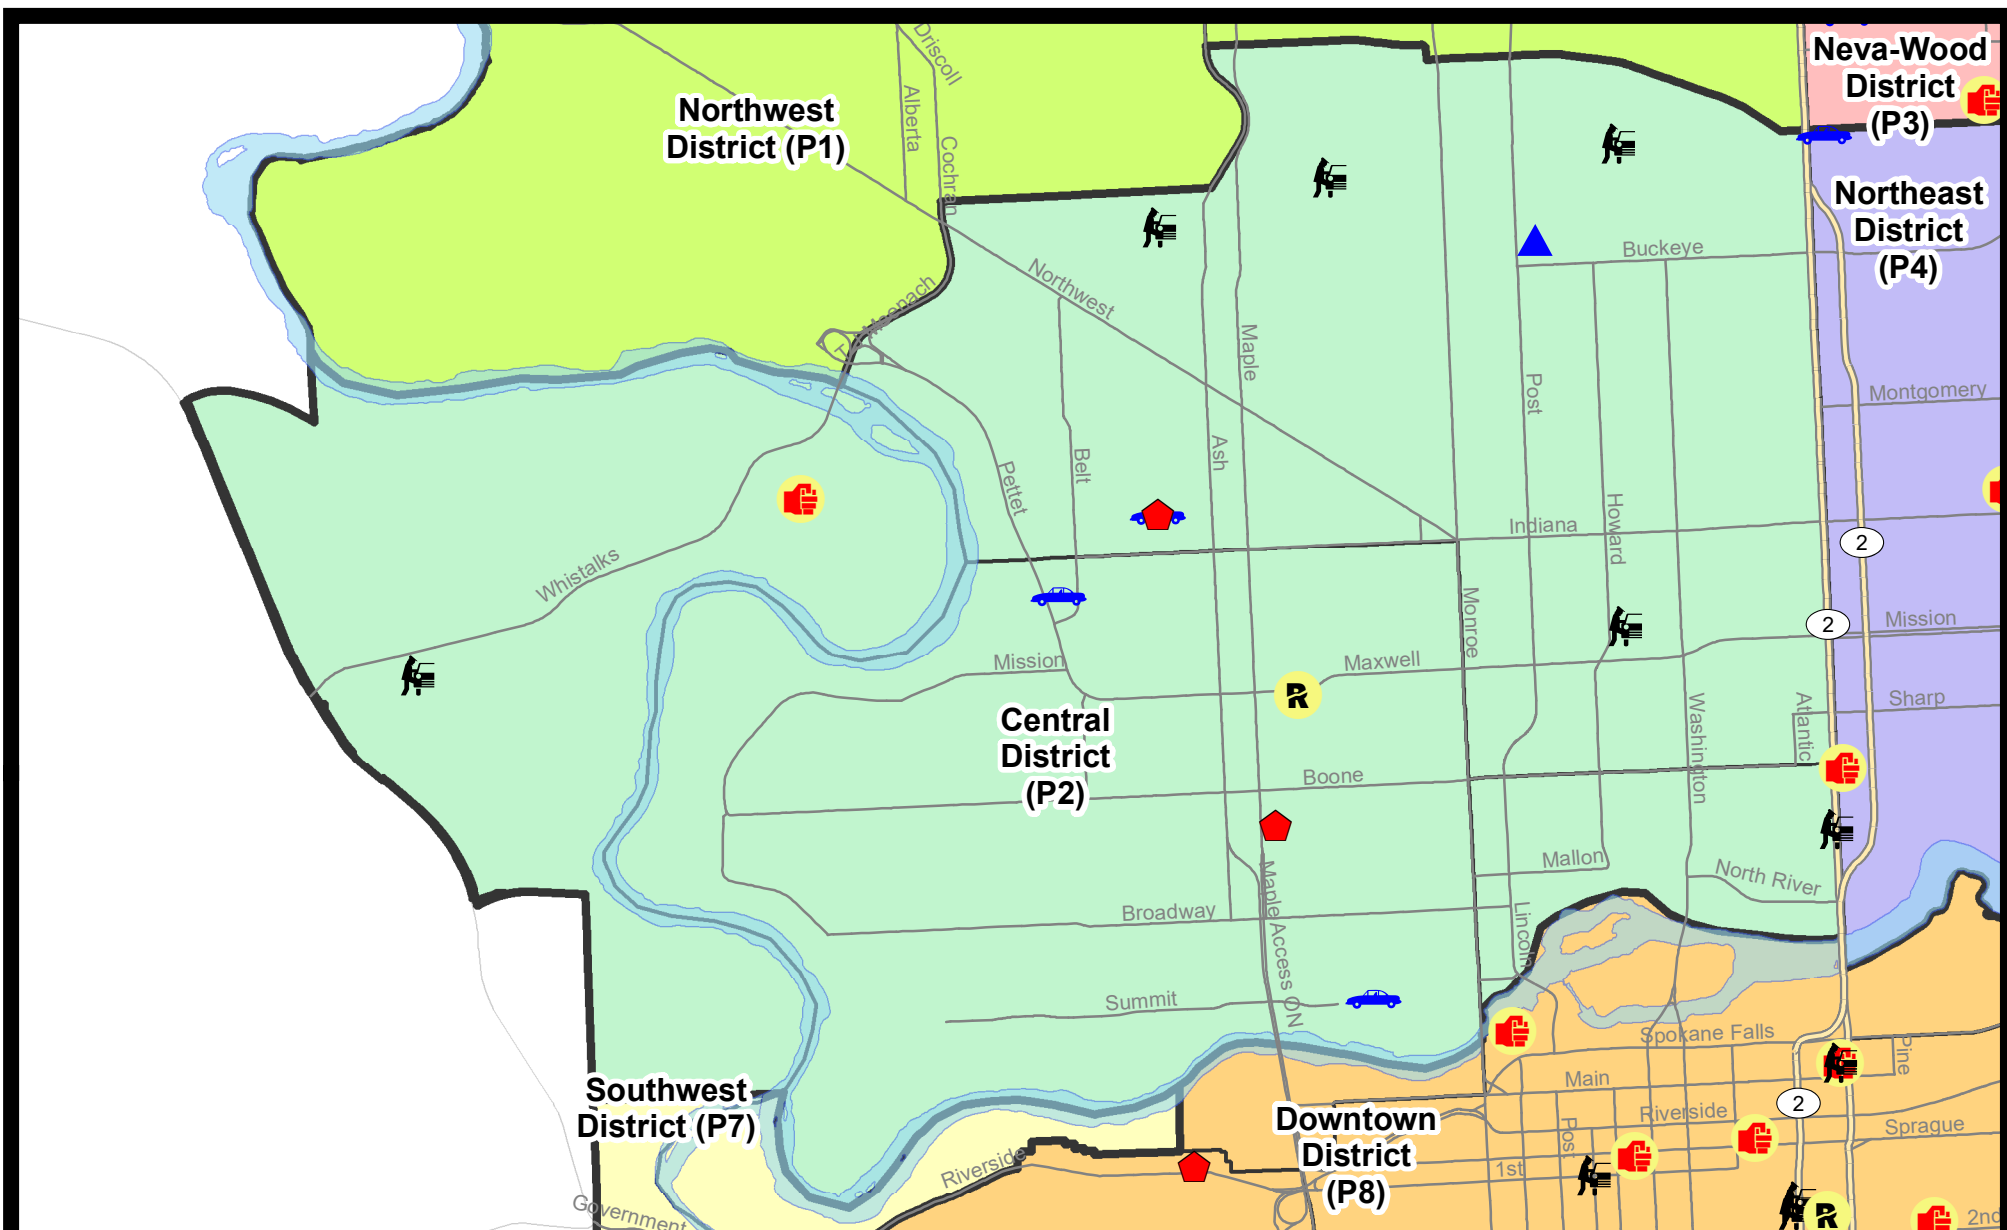 Driscoll
Alberta
Cochran
Northwest
District (P1)
Neva-Wood
District
(P3)
Northeast
District
(P4)
Buckeye
Northwest
Maple
Post
Montgomery
Ash
Belt
Pettet
Howard
Indiana
2
Whistalks
Monroe
2
Mission
Mission
Maxwell
Central
District
(P2)
Washington
Atlantic
Sharp
R
Boone
Mallon
North River
Maple Access ON
Broadway
Lincoln
Summit
Spokane Falls
Pine
Main
Southwest
District (P7)
Downtown
District
(P8)
2
Riverside
Sprague
Riverside
1st
Government
R
2nd